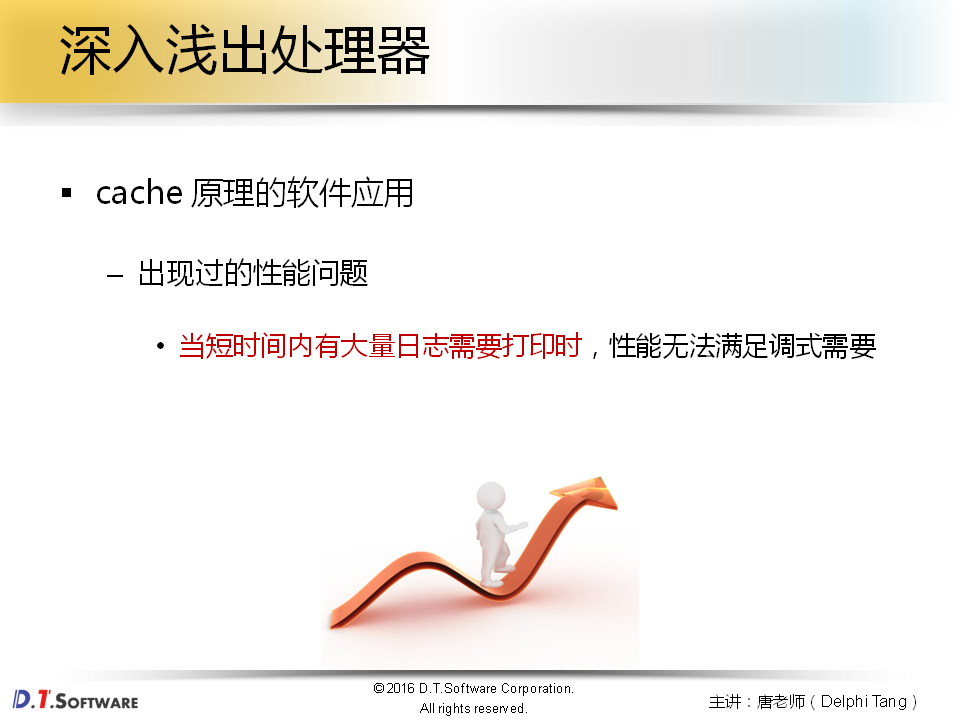 深入浅出处理器
▪ cache 原理的软件应用
– 出现过的性能问题
• 当短时间内有大量日志需要打印时，性能无法满足调式需要
D.T.SOFTWARE
©2016 D.T.Software Corporation.
All rights reserved.
主讲：唐老师（Delphi Tang）